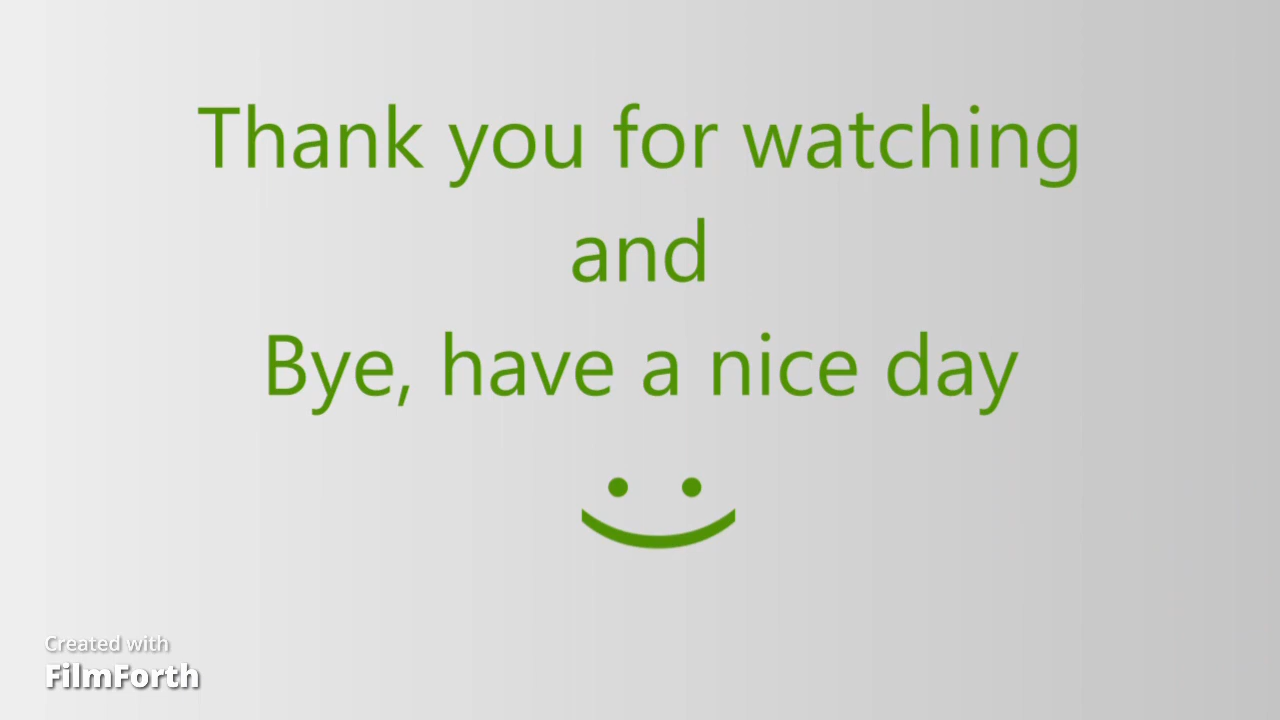 Thank you for watching
and
Bye, have a nice day
Created with
FilmForth